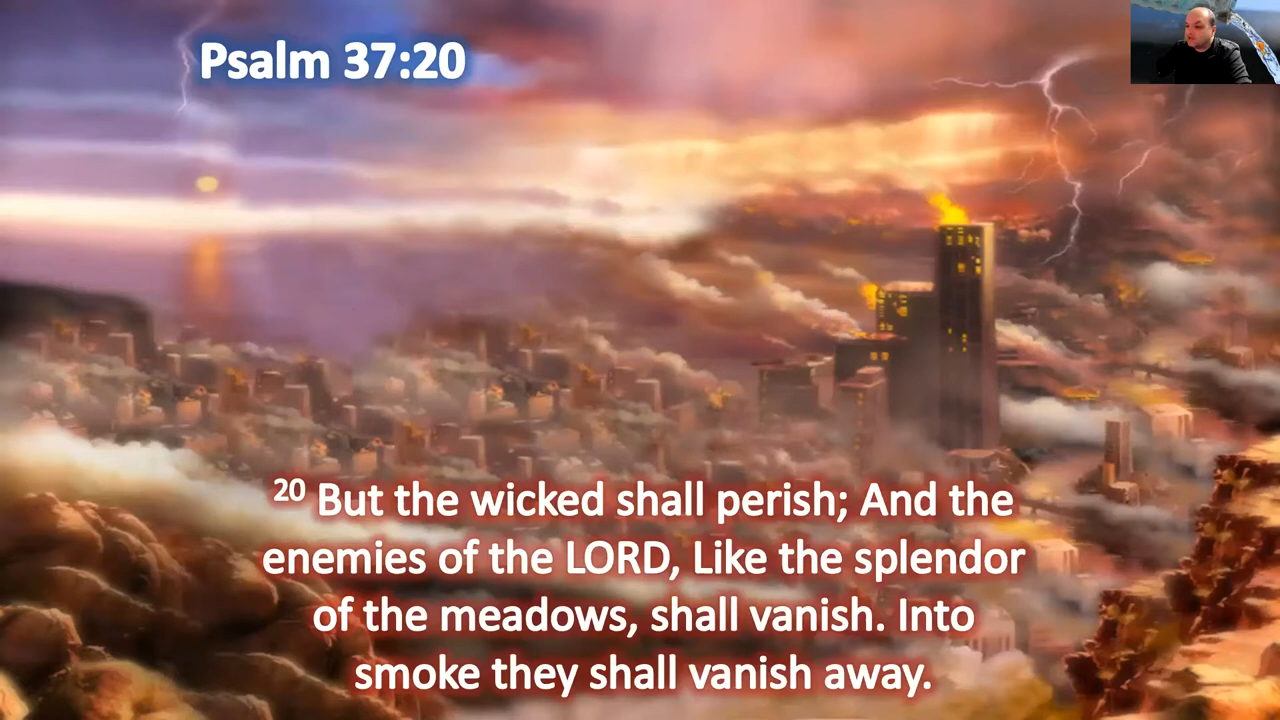 Psalm 37:20
20 But the wicked shall perish; And the
enemies of the LORD, Like the splendor
of the meadows, shall vanish. Into
smoke they shall vanish away.